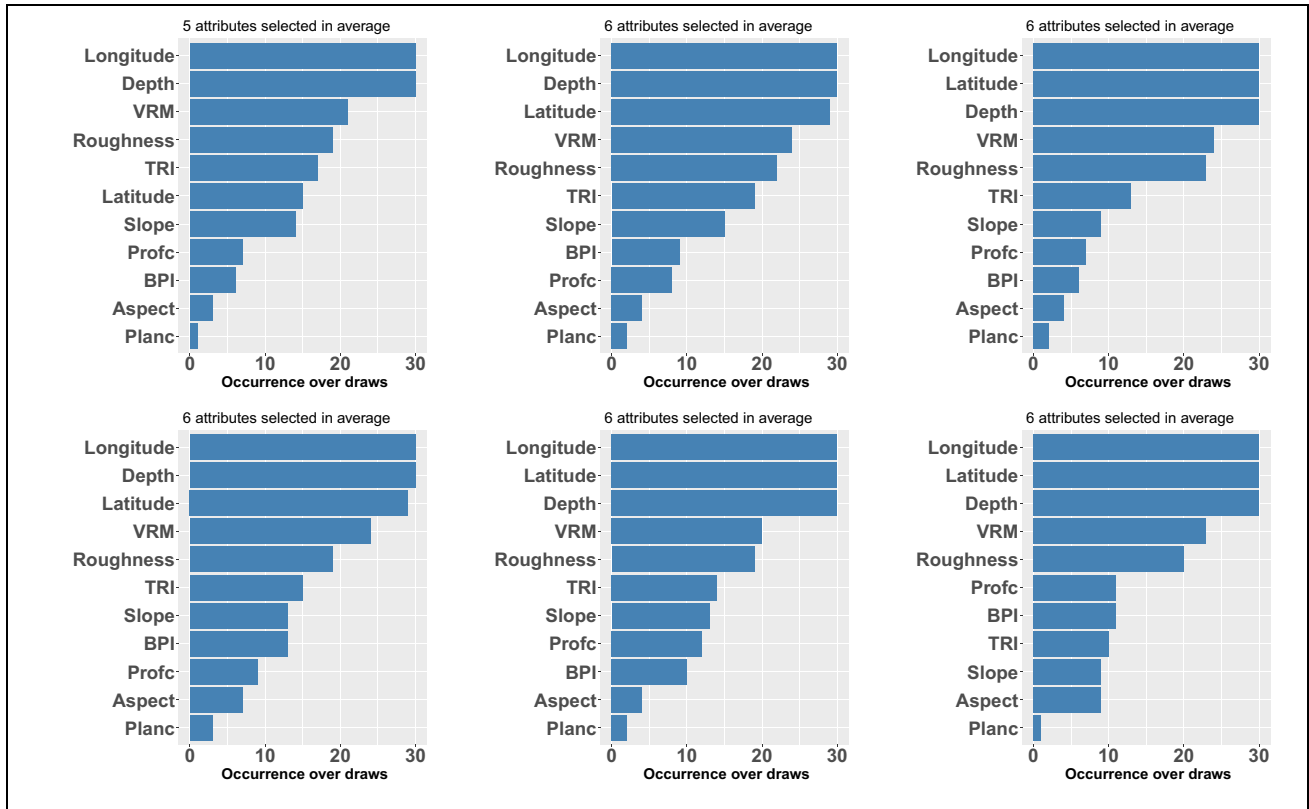 5 attributes selected in average
Longitude
Depth
VRM
Roughness
TRI
Latitude
Slope
Profc
BPI
Aspect
Planc
0 10 20 30
Occurrence over draws
6 attributes selected in average
Longitude
Depth
Latitude
VRM
Roughness
TRI
Slope
BPI
Profc
Aspect
Planc
0 10 20 30
Occurrence over draws
6 attributes selected in average
Longitude
Latitude
Depth
VRM
Roughness
TRI
Slope
Profc
BPI
Aspect
Planc
0 10 20 30
Occurrence over draws
6 attributes selected in average
Longitude
Depth
Latitude
VRM
Roughness
TRI
Slope
BPI
Profc
Aspect
Planc
0 10 20 30
Occurrence over draws
6 attributes selected in average
Longitude
Latitude
Depth
VRM
Roughness
TRI
Slope
Profc
BPI
Aspect
Planc
0 10 20 30
Occurrence over draws
6 attributes selected in average
Longitude
Latitude
Depth
VRM
Roughness
Profc
BPI
TRI
Slope
Aspect
Planc
0 10 20 30
Occurrence over draws